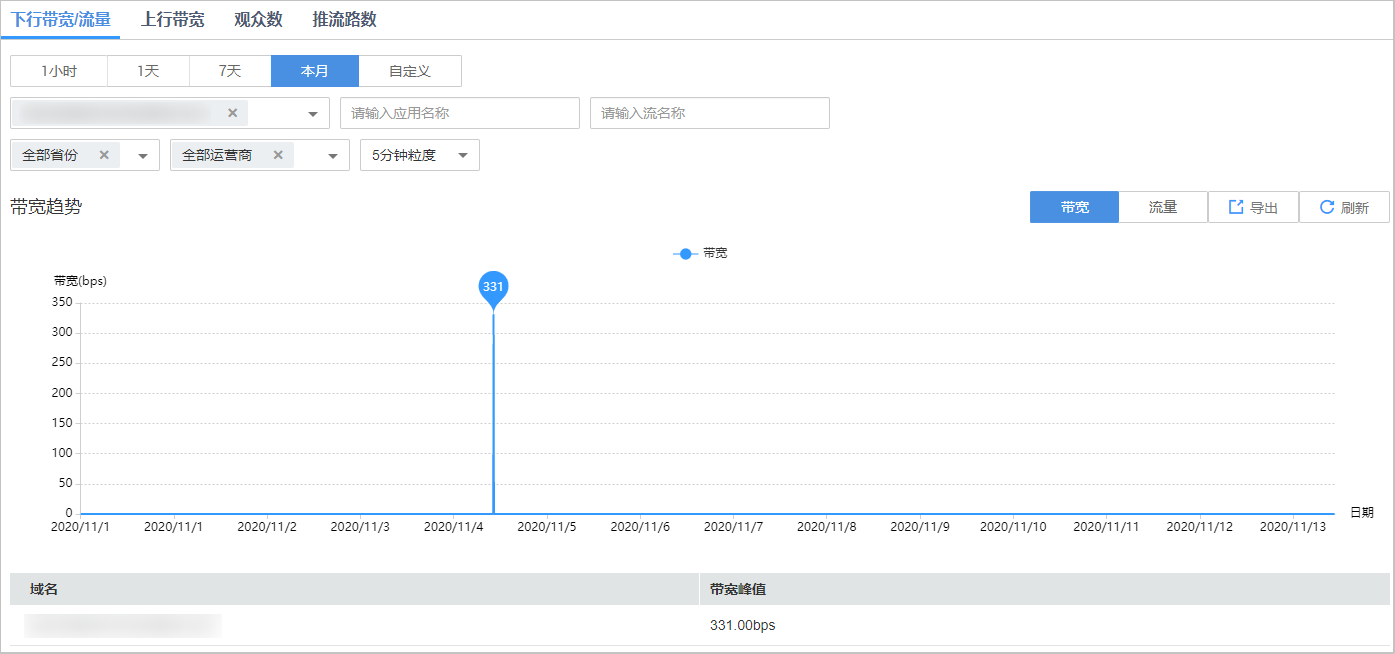 下行带宽/流量 上行带宽 观众数 推流路数
1小时 1天 7天 本月 自定义
请输入应用名称 请输入流名称
全部省份 全部运营商 5分钟粒度
带宽趋势 带宽 流量 导出 刷新
带宽
带宽(bps)
331
350
300
250
200
150
100
50
0
2020/11/1 2020/11/1 2020/11/2 2020/11/3 2020/11/4 2020/11/5 2020/11/6 2020/11/7 2020/11/8 2020/11/9 2020/11/10 2020/11/11 2020/11/12 2020/11/13 日期
域名 带宽峰值
331.00bps